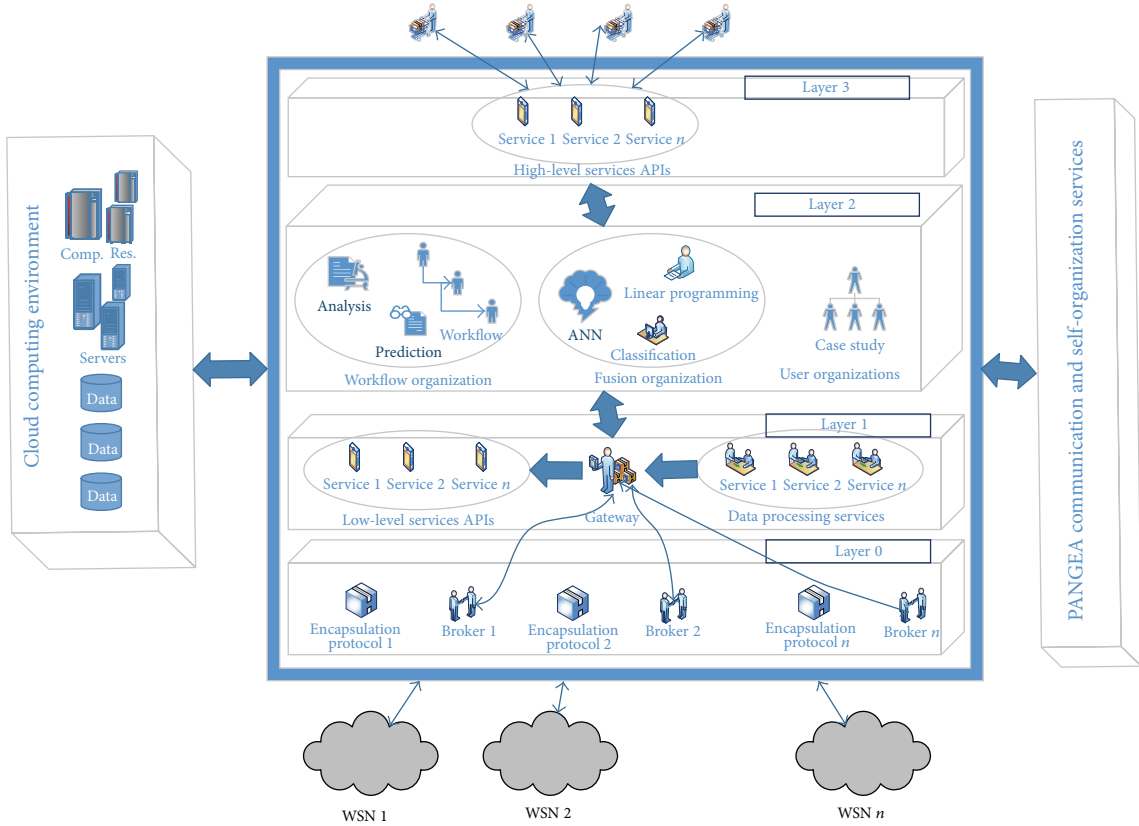 Layer 3
Service 1
Service 2
Service n
High-level services APIs
Cloud computing environment
Comp.
Res.
Servers
Data
Data
Data
Layer 2
Analysis
Prediction
Workflow
Workflow organization
ANN
Linear programming
Classification
Fusion organization
Case study
User organizations
Layer 1
Service 1
Service 2
Service n
Low-level services APIs
Gateway
Service 1
Service 2
Service n
Data processing services
Layer 0
Encapsulation
protocol 1
Broker 1
Encapsulation
protocol 2
Broker 2
Encapsulation
protocol n
Broker n
PANGEA communication and self-organization services
WSN 1
WSN 2
WSN n